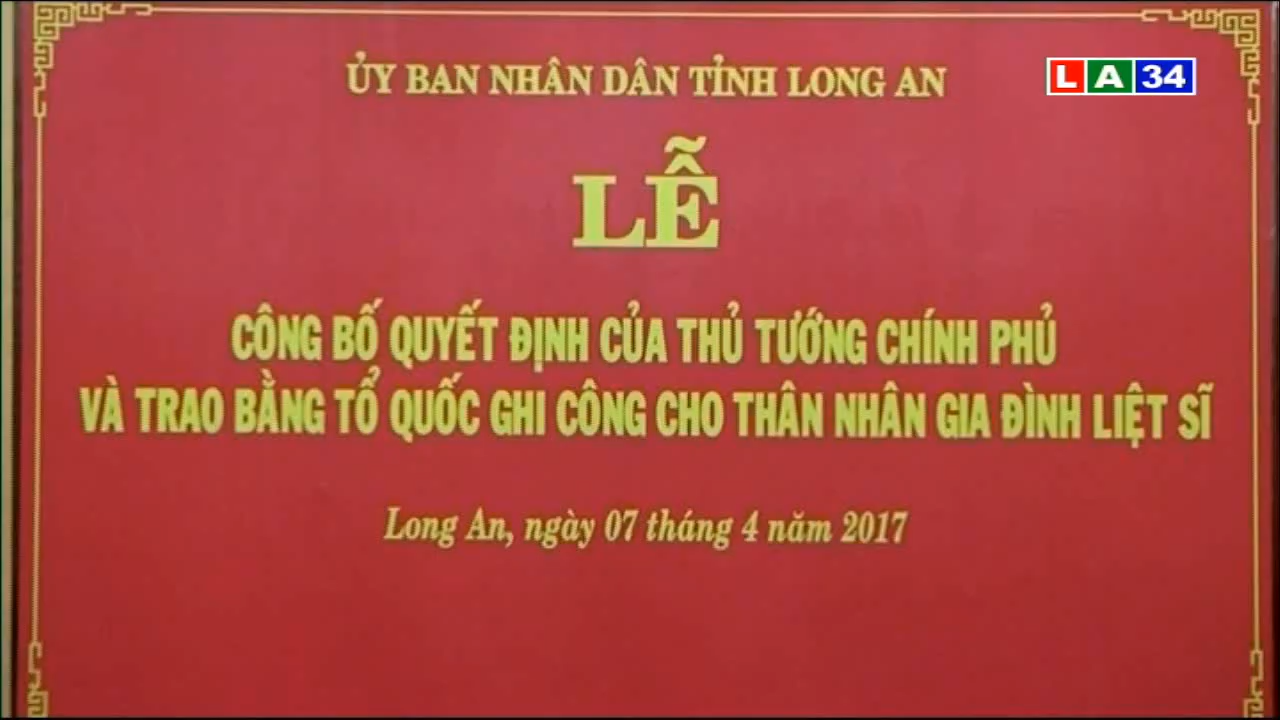 ỦY BAN NHÂN DÂN TỈNH LONG AN
LA34
LỄ
CÔNG BỐ QUYẾT ĐỊNH CỦA THỦ TƯỚNG CHÍNH PHỦ
VÀ TRAO BẰNG TỔ QUỐC GHI CÔNG CHO THÂN NHÂN GIA ĐÌNH LIỆT SĨ
Long An, ngày 07 tháng 4 năm 2017